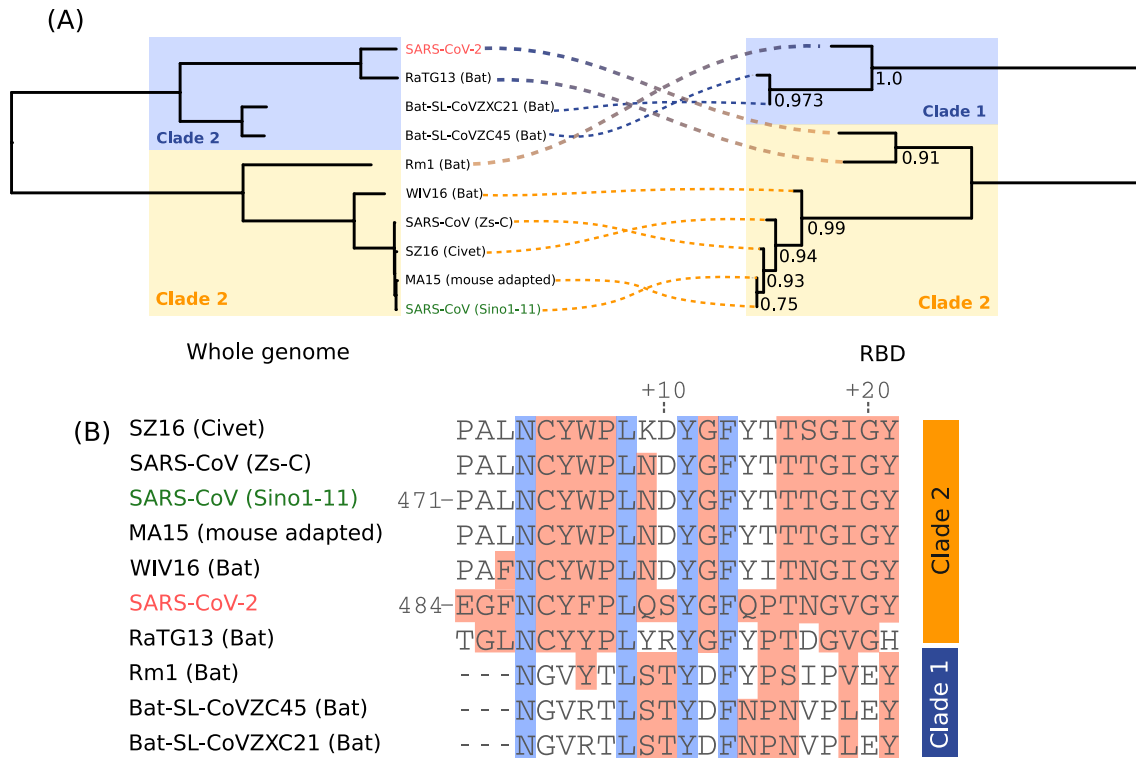 (A)
SARS-CoV-2
RaTG13 (Bat)
Bat-SL-CoVZXC21 (Bat)
Bat-SL-CoVZC45 (Bat)
Rm1 (Bat)
WIV16 (Bat)
SARS-CoV (Zs-C)
SZ16 (Civet)
MA15 (mouse adapted)
SARS-CoV (Sino1-11)
Clade 2
Clade 2
1.0
0.973
Clade 1
0.91
0.99
0.94
0.93
0.75
Clade 2
Whole genome
RBD
+10
+20
(B)
SZ16 (Civet) PALNCYWPLKDYGFYTTSGIGY
SARS-CoV (Zs-C) PALNCYWPLNDYGFYTTTGIGY
SARS-CoV (Sino1-11) 471 PALNCYWPLNDYGFYTTTGIGY
MA15 (mouse adapted) PALNCYWPLNDYGFYTTTGIGY
WIV16 (Bat) PAFNCYWPLNDYGFYITNGIGY
SARS-CoV-2 484 EGFNCYFPLQSYGFQPTNGVGY
RaTG13 (Bat) TGLNCYYPLYRYGFYPTDGVGH
Rm1 (Bat) ---NGVYTLSTYDFYPSIPVEY
Bat-SL-CoVZC45 (Bat) ---NGVRTLSTYDFNPNVPLEY
Bat-SL-CoVZXC21 (Bat) ---NGVRTLSTYDFNPNVPLEY
Clade 2
Clade 1